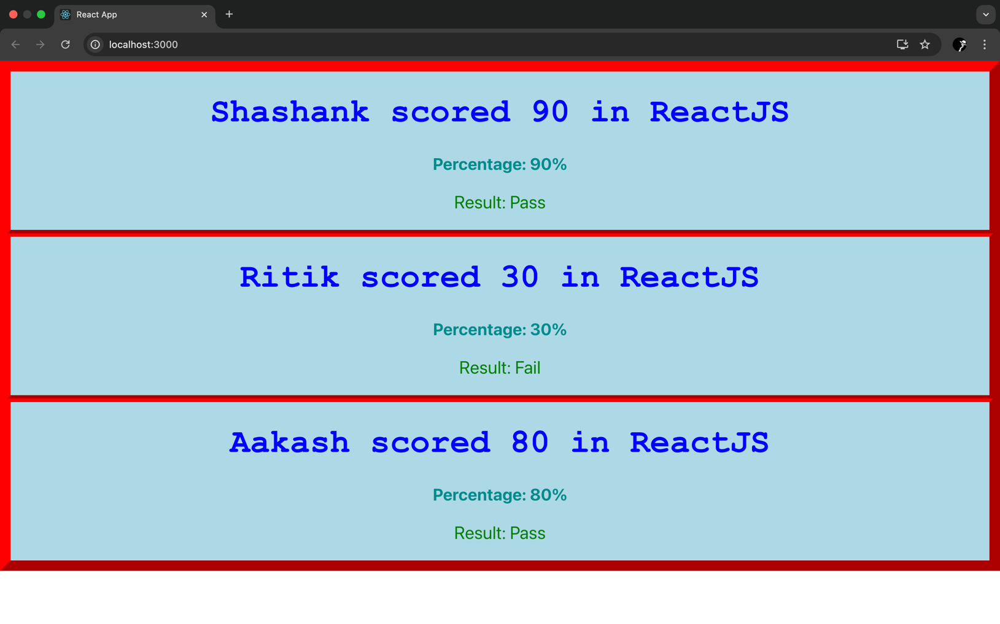 React App
localhost:3000
Shashank scored 90 in ReactJS
Percentage: 90%
Result: Pass
Ritik scored 30 in ReactJS
Percentage: 30%
Result: Fail
Aakash scored 80 in ReactJS
Percentage: 80%
Result: Pass